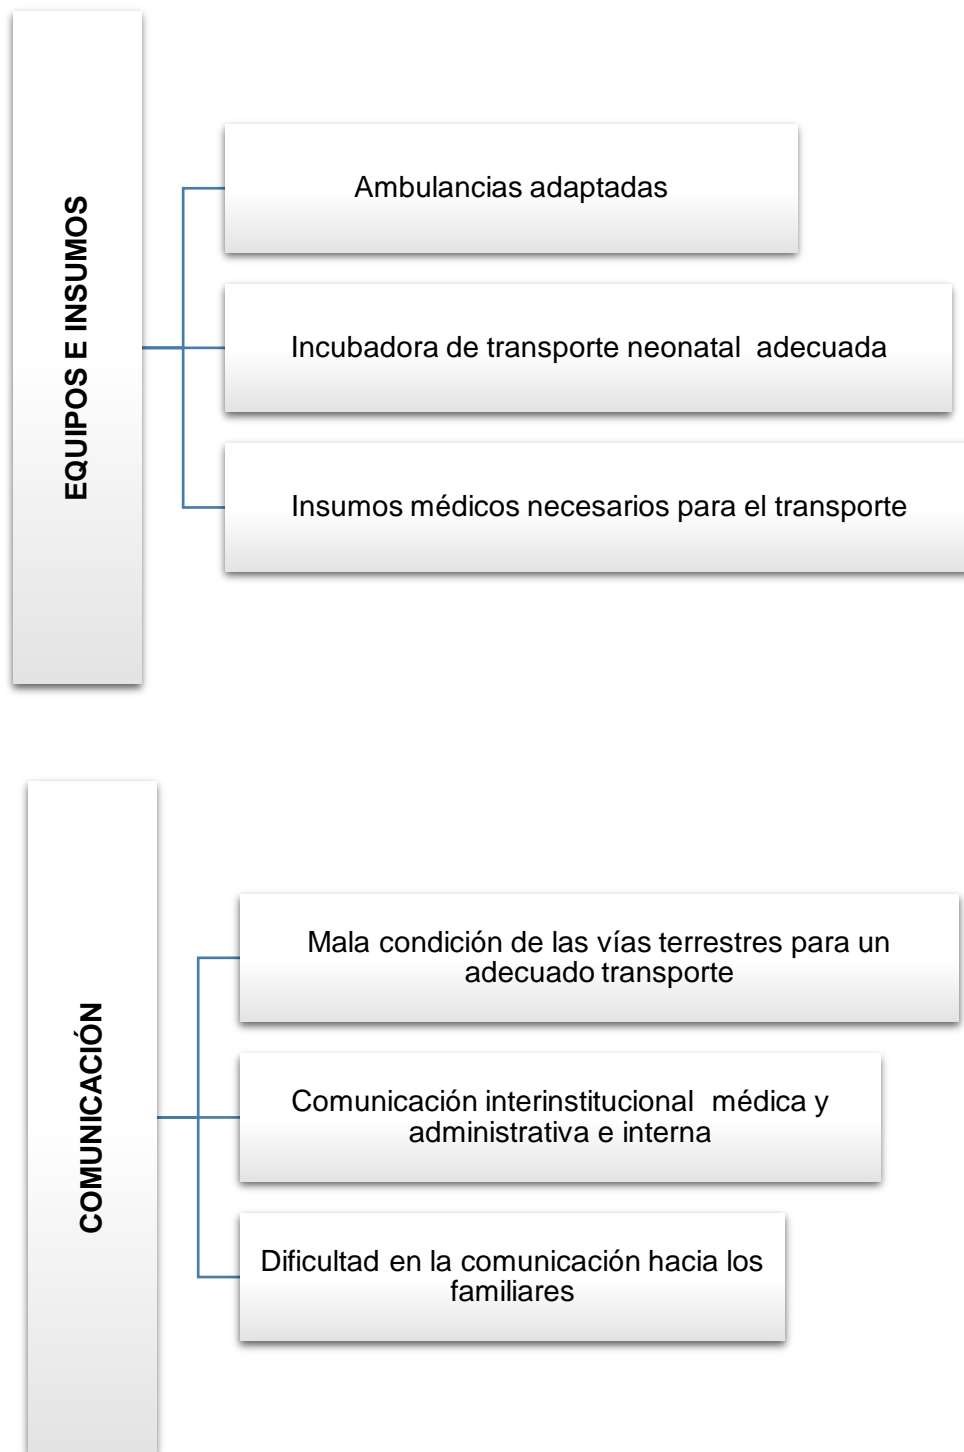 EQUIPOS E INSUMOS
Ambulancias adaptadas
Incubadora de transporte neonatal  adecuada
Insumos médicos necesarios para el transporte
COMUNICACIÓN
Mala condición de las vías terrestres para un
adecuado transporte
Comunicación interinstitucional  médica y
administrativa e interna
Dificultad en la comunicación hacia los
familiares